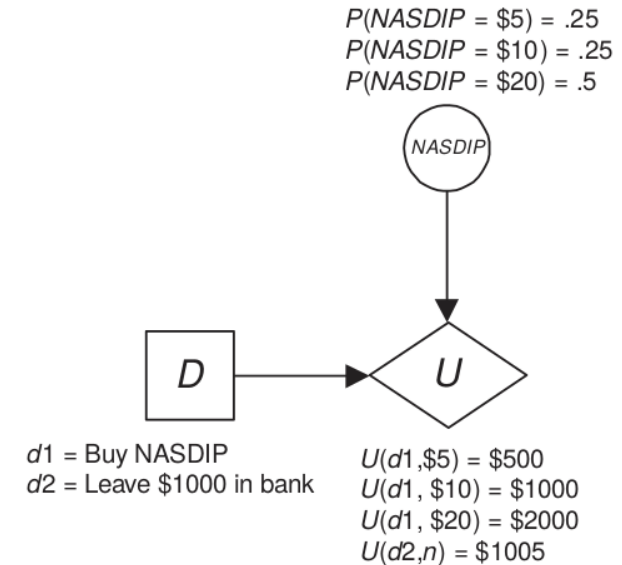 P(NASDIP = $5) = .25
P(NASDIP = $10) = .25
P(NASDIP = $20) = .5
NASDIP
D
U
d1 = Buy NASDIP
d2 = Leave $1000 in bank
U(d1,$5) = $500
U(d1, $10) = $1000
U(d1, $20) = $2000
U(d2,n) = $1005